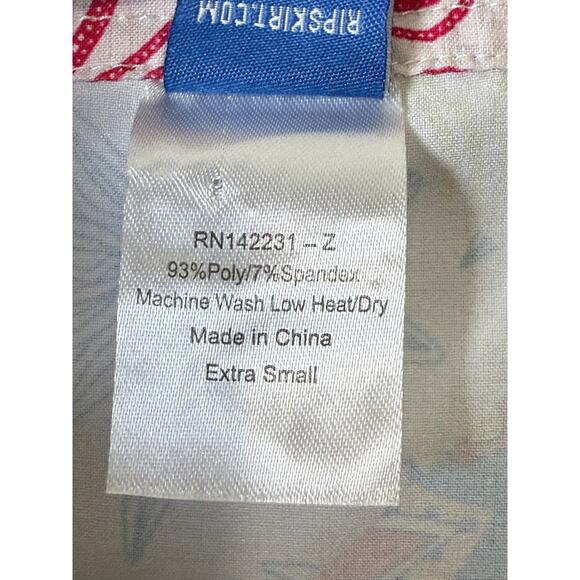 RIPSKIRT.COM
RN142231 – Z
93%Poly/7%Spandex
Machine Wash Low Heat/Dry
Made in China
Extra Small